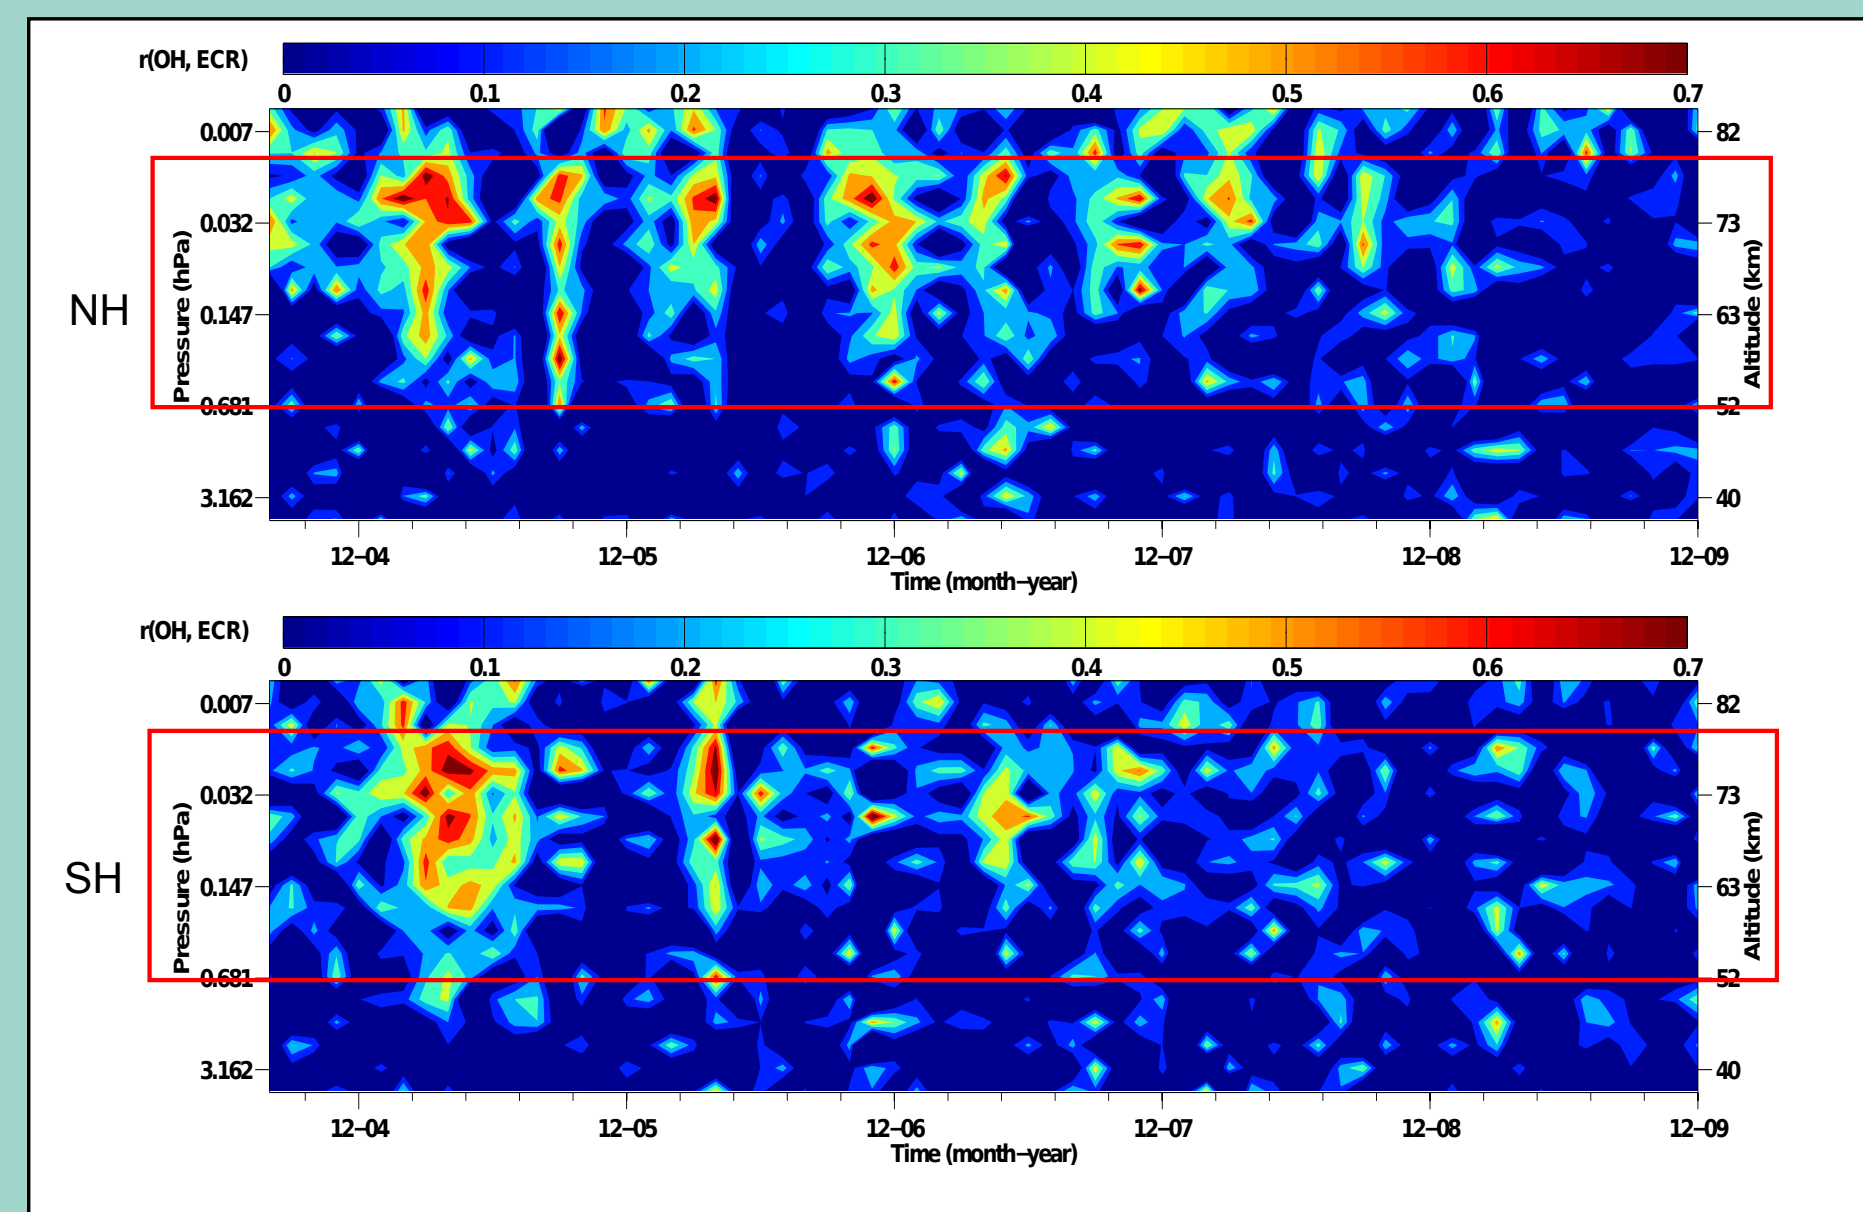 r(OH, ECR)
0 0.1 0.2 0.3 0.4 0.5 0.6 0.7
0.007 82
0.032 73
0.147 63
0.681 52
3.162 40
Pressure (hPa)
Altitude (km)
NH
12−04 12−05 12−06 12−07 12−08 12−09
Time (month−year)
r(OH, ECR)
0 0.1 0.2 0.3 0.4 0.5 0.6 0.7
0.007 82
0.032 73
0.147 63
0.681 52
3.162 40
Pressure (hPa)
Altitude (km)
SH
12−04 12−05 12−06 12−07 12−08 12−09
Time (month−year)